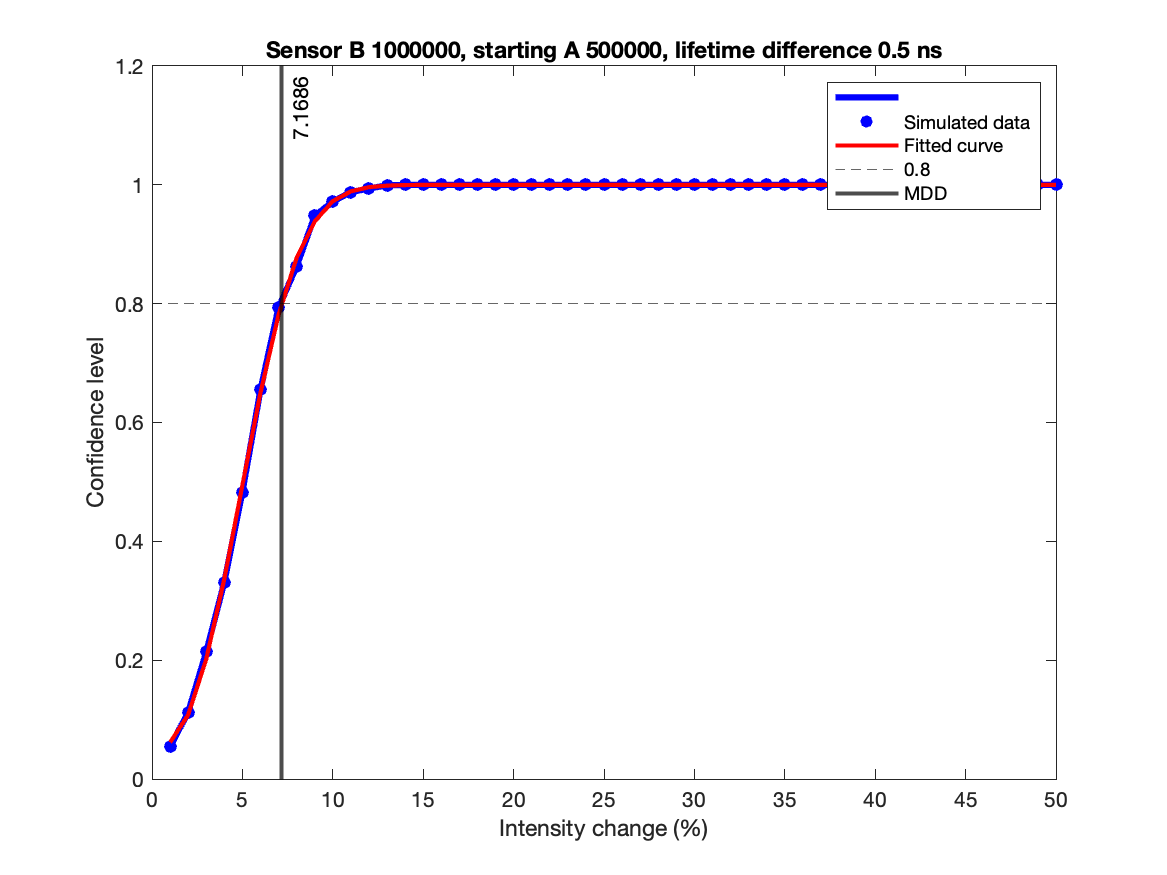 Sensor B 1000000, starting A 500000, lifetime difference 0.5 ns
1.2
1
0.8
0.6
0.4
0.2
0
Confidence level
7.1686
Simulated data
Fitted curve
0.8
MDD
0 5 10 15 20 25 30 35 40 45 50
Intensity change (%)